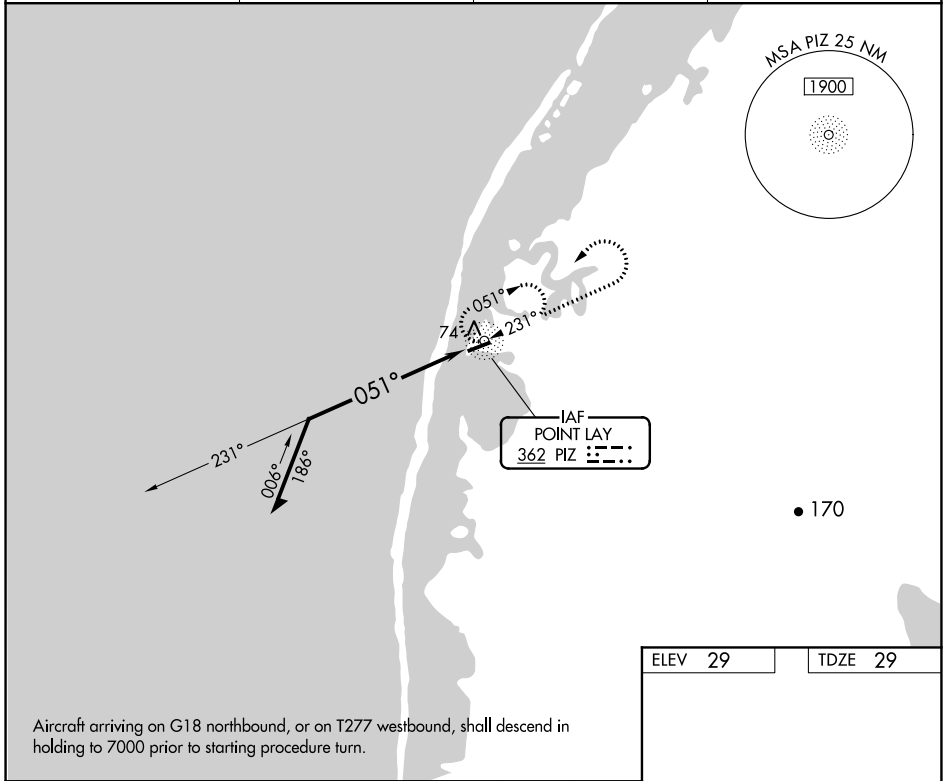 MSA PIZ 25 NM
1900
051°
231°
74
051°
IAF
POINT LAY
362 PIZ
231°
006°
186°
170
ELEV 29
TDZE 29
Aircraft arriving on G18 northbound, or on T277 westbound, shall descend in
holding to 7000 prior to starting procedure turn.